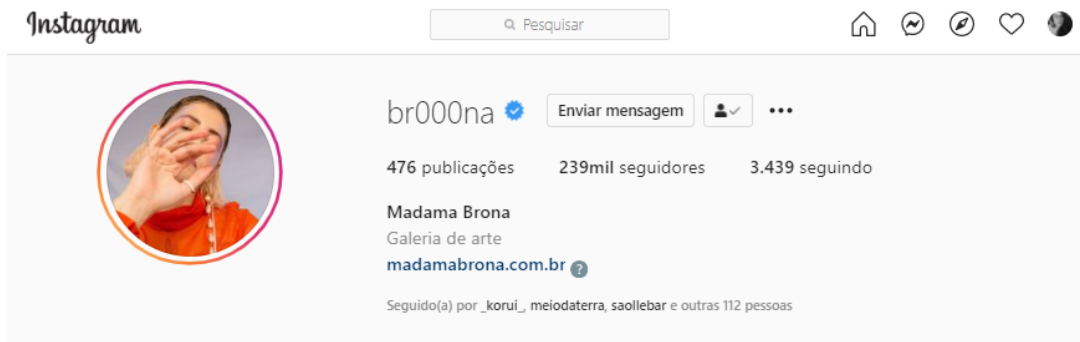 Instagram
Pesquisar
br000na Enviar mensagem
476 publicações 239mil seguidores 3.439 seguindo
Madama Brona
Galeria de arte
madamabrona.com.br ?
Seguido(a) por _korui_, meiodaterra, saollebar e outras 112 pessoas